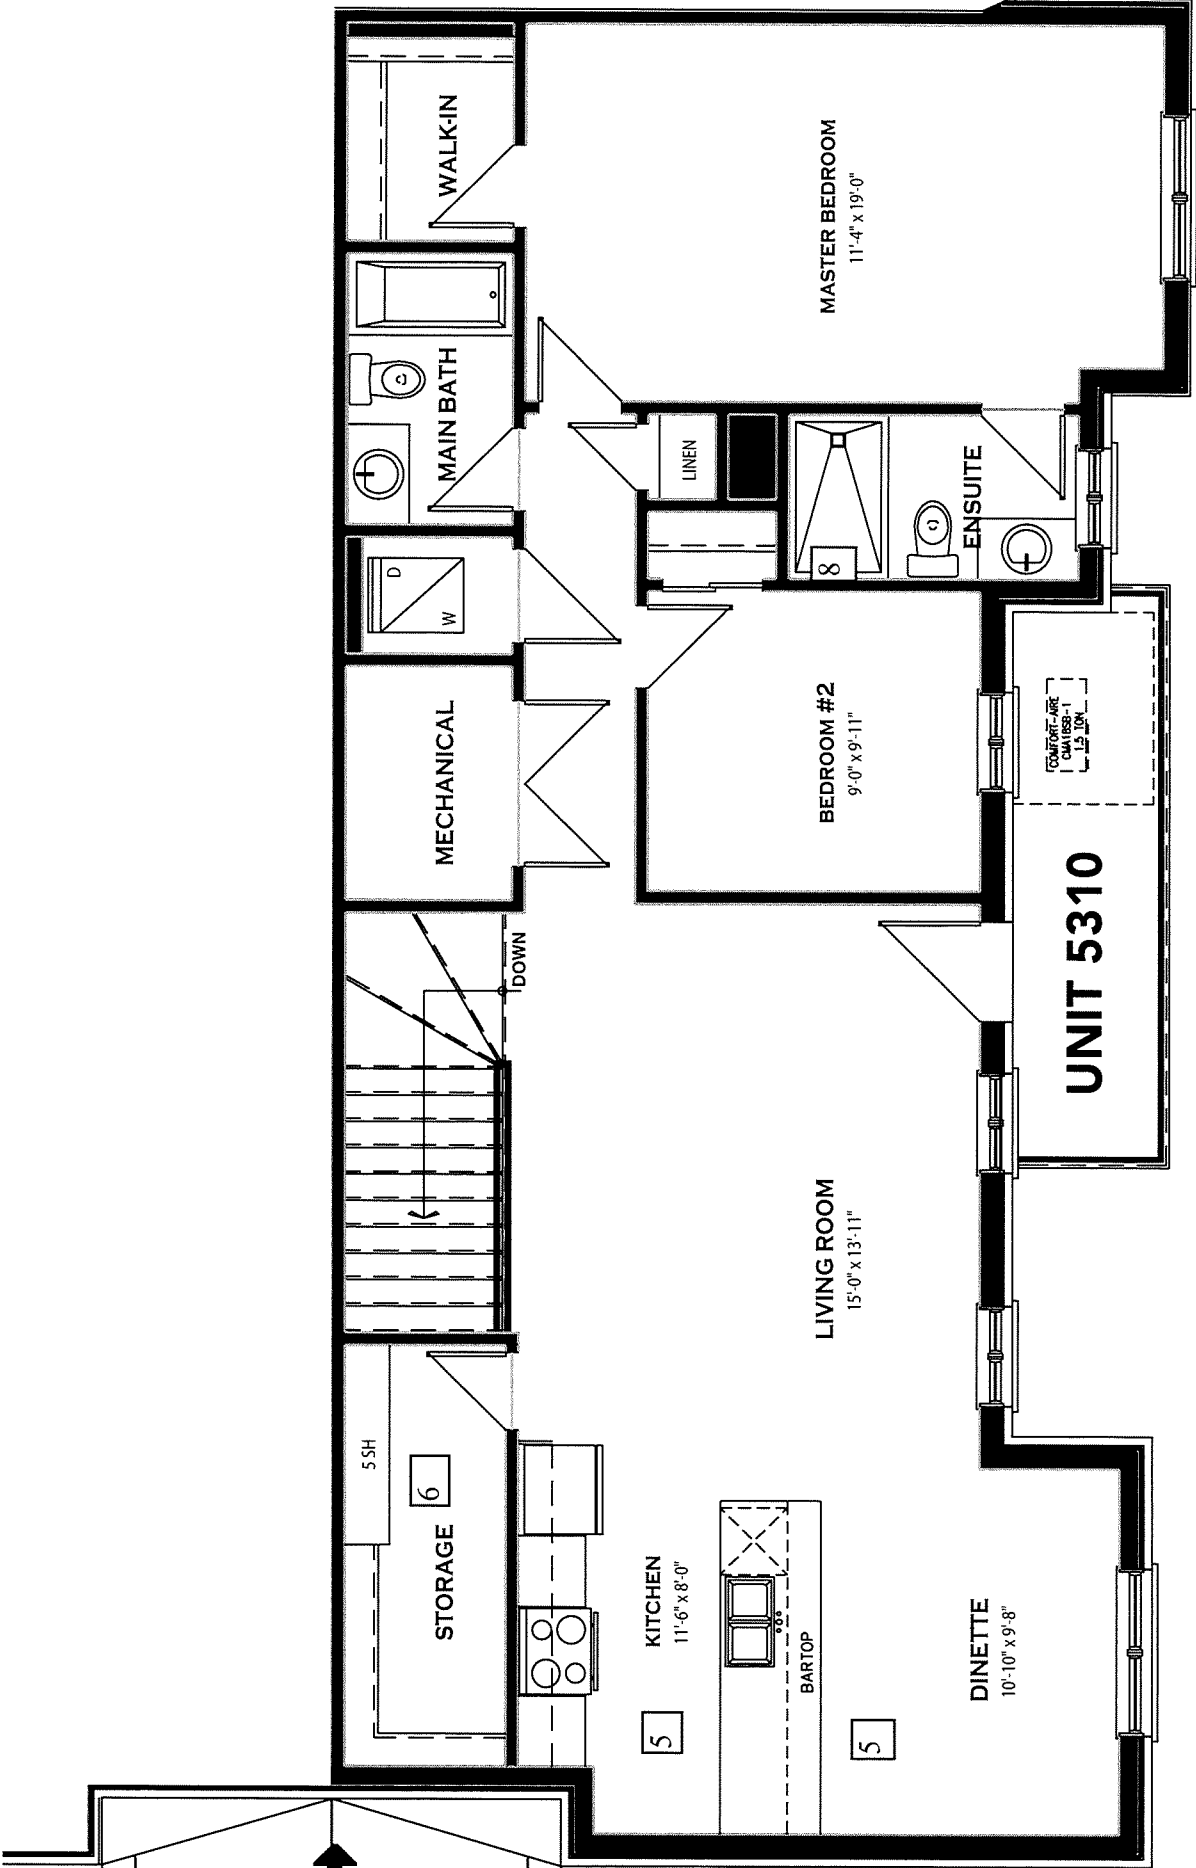 WALK-IN
MASTER BEDROOM
11'-4" x 19'-0"
MAIN BATH
LINEN
ENSUITE
8
D
W
MECHANICAL
BEDROOM #2
9'-0" x 9'-11"
COMFORT-AIRE
CMA18SB-1
1.5 TON
UNIT 5310
DOWN
LIVING ROOM
15'-0" x 13'-11"
5 SH
6
STORAGE
KITCHEN
11'-6" x 8'-0"
BARTOP
DINETTE
10'-10" x 9'-8"
5
5